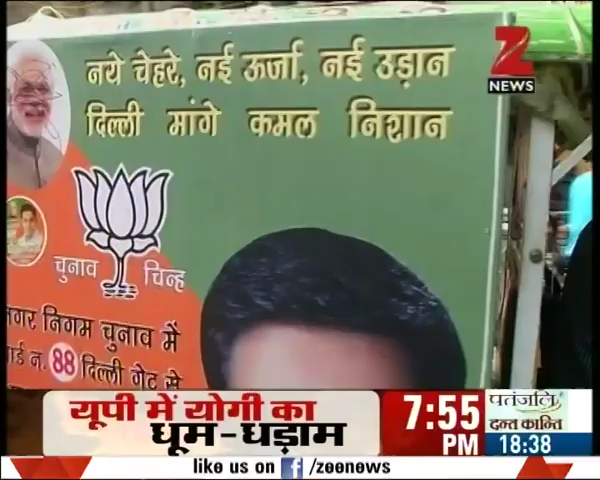 नये चेहरे, नई ऊर्जा, नई उड़ान
दिल्ली मांगे कमल निशान
Z
NEWS
चुनाव चिन्ह
नगर निगम चुनाव में
वार्ड न. 88 दिल्ली गेट से
यूपी में योगी का
धूम-धड़ाम
7:55
PM
पतंजलि
दन्त कान्ति
18:38
like us on f /zeenews